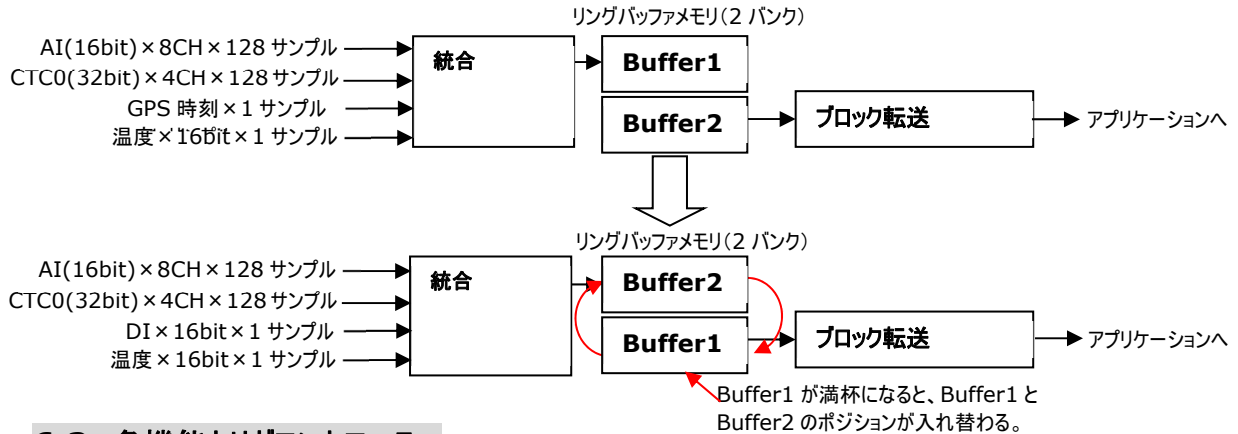 リングバッファメモリ(2 バンク)
AI(16bit)×8CH×128 サンプル
CTC0(32bit)×4CH×128 サンプル
GPS 時刻×1 サンプル
温度×16bit×1 サンプル
統合
Buffer1
Buffer2
ブロック転送
アプリケーションへ
リングバッファメモリ(2 バンク)
AI(16bit)×8CH×128 サンプル
CTC0(32bit)×4CH×128 サンプル
DI×16bit×1 サンプル
温度×16bit×1 サンプル
統合
Buffer2
Buffer1
ブロック転送
アプリケーションへ
Buffer1 が満杯になると、Buffer1 と
Buffer2 のポジションが入れ替わる。